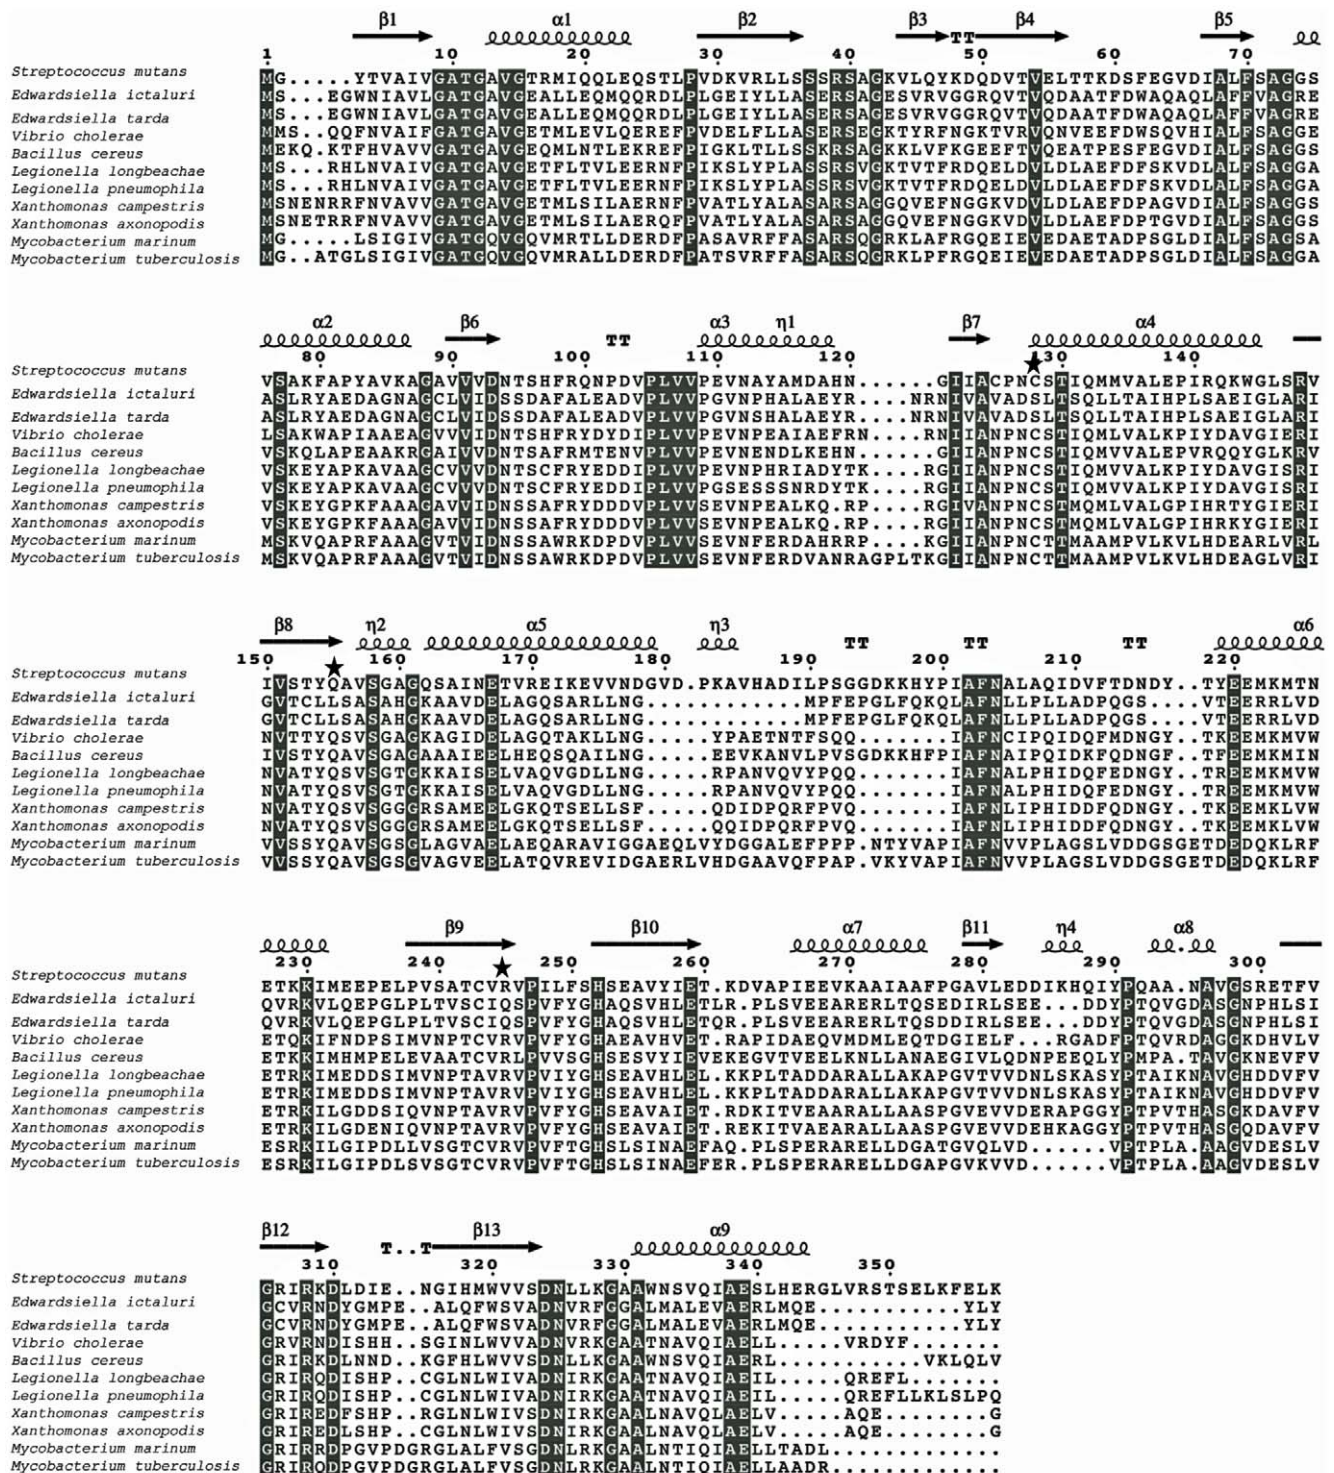 β1 α1 β2 β3 TT β4 β5
1 10 20 30 40 50 60 70
Streptococcus mutans MG.....YTVAIVGATGAVGTRMIQQLEQSTLPVDKVRLLSSSRSAGKVLQYKDQDVTVELTTKDSFEGVDIALFSAGGS
Edwardsiella ictaluri MS...EGWNIAVLGATGAVGEALLEQMQQRDLPLGEIYLLASERSAGESVRVGGRQVTVQDAATFDWAQAQLAFFVAGRE
Edwardsiella tarda MS...EGWNIAVLGATGAVGEALLEQMQQRDLPLGEIYLLASERSAGESVRVGGRQVTVQDAATFDWAQAQLAFFVAGRE
Vibrio cholerae MMS..QQFNVAIFGATGAVGETMLEVLQEREFPVDELFLLASERSEGKTYRFNGKTVRVQNVEEFDWSQVHIALFSAGGE
Bacillus cereus MEKQ.KTFHVAVVGATGAVGEQMLNTLEKREFPIGKLTLLSSKRSAGKKLVFKGEEFTVQEATPESFEGVDIALFSAGGS
Legionella longbeachae MS...RHLNVAIVGATGAVGETFLTVLEERNFPIKSLYPLASSRSVGKTVTFRDQELDVLDLAEFDFSKVDLALFSAGGA
Legionella pneumophila MS...RHLNVAIVGATGAVGETFLTVLEERNFPIKSLYPLASSRSVGKTVTFRDQELDVLDLAEFDFSKVDLALFSAGGA
Xanthomonas campestris MSNENRRFNVAVVGATGAVGETMLSILAERNFPVATLYALASARSAGGQVEFNGGKVDVLDLAEFDPAGVDIALFSAGGS
Xanthomonas axonopodis MSNETRRFNVAVVGATGAVGETMLSILAERQFPVATLYALASARSAGGQVEFNGGKVDVLDLAEFDPTGVDIALFSAGGS
Mycobacterium marinum MG.....LSIGIVGATGQVGQVMRTLLDERDFPASAVRFFASARSQGRKLAFRGQEIEVEDAETADPSGLDIALFSAGSA
Mycobacterium tuberculosis MG..ATGLSIGIVGATGQVGQVMRALLDERDFPATSVRFFASARSQGRKLPFRGQEIEVEDAETADPSGLDIALFSAGGA
α2 β6 TT α3 η1 β7 α4
80 90 100 110 120 130 140
Streptococcus mutans VSAKFAPYAVKAGAVVVDNTSHFRQNPDVPLVVPEVNAYAMDAHN......GIIACPNCSTIQMMVALEPIRQKWGLSRV
Edwardsiella ictaluri ASLRYAEDAGNAGCLVIDSSDAFALEADVPLVVPGVNPHALAEYR....NRNIVAVADSLTSQLLTAIHPLSAEIGLARI
Edwardsiella tarda ASLRYAEDAGNAGCLVIDSSDAFALEADVPLVVPGVNSHALAEYR....NRNIVAVADSLTSQLLTAIHPLSAEIGLARI
Vibrio cholerae LSAKWAPIAAEAGVVVIDNTSHFRYDYDIPLVVPEVNPEAIAEFRN....RNIIANPNCSTIQMLVALKPIYDAVGIERI
Bacillus cereus VSKQLAPEAAKRGAIVIDNTSAFRMTENVPLVVPEVNENDLKEHN......GIIANPNCSTIQMLVALEPVRQQYGLKRV
Legionella longbeachae VSKEYAPKAVAAGCVVVDNTSCFRYEDDIPLVVPEVNPHRIADYTK....RGIIANPNCSTIQMVVALKPIYDAVGISRI
Legionella pneumophila VSKEYAPKAVAAGCVVVDNTSCFRYEDDIPLVVPGSESSSNRDYTK....RGIIANPNCSTIQMVVALKPIYDAVGISRI
Xanthomonas campestris VSKEYGPKFAAAGAVVIDNSSAFRYDDDVPLVVSEVNPEALKQ.RP....RGIVANPNCSTMQMLVALAPIHRTYGIERI
Xanthomonas axonopodis VSKEYGPKFAAAGAVVIDNSSAFRYDDDVPLVVSEVNPEALKQ.RP....RGIIANPNCSTMQMLVALGPIHRKYGIERI
Mycobacterium marinum MSKVQAPRFAAAGVTVIDNSSAWRKDPDVPLVVSEVNFERDAHRRP....KGIIANPNCTTMAAMPVLKVLHDEARLVRL
Mycobacterium tuberculosis MSKVQAPRFAAAGVTVIDNSSAWRKDPDVPLVVSEVNFERDVANRAGPLTKGIIANPNCTTMAAMPVLKVLHDEAGLVRI
β8 η2 α5 η3 TT TT TT α6
150 160 170 180 190 200 210 220
Streptococcus mutans IVSTYQAVSGAGQSAINETVREIKEVVNDGVD.PKAVHADILPSGGDKKHYPIAFNALAQIDVFTDNDY..TYEEMKMTN
Edwardsiella ictaluri GVTCLLSASAHGKAAVDELAGQSARLLNG............MPFEPGLFQKQLAFNLLPLLADPQGS....VTEERRLVD
Edwardsiella tarda GVTCLLSASAHGKAAVDELAGQSARLLNG............MPFEPGLFQKQLAFNLLPLLADPQGS....VTEERRLVD
Vibrio cholerae NVTTYQSVSGAGKAGIDELAGQTAKLLNG.....YPAETNTFSQQ......IAFNCIPQIDQFMDNGY..TKEEMKMVW
Bacillus cereus IVSTYQAVSGAGAAAIEELHEQSQAILNG.....EEVKANVLPVSGDKKHFPIAFNAIPQIDKFQDNGF..TFEEMKMIN
Legionella longbeachae NVATYQSVSGTGKKAISELVAQVGDLLNG.....RPANVQVYPQQ......IAFNALPHIDQFEDNGY..TREEMKMVW
Legionella pneumophila NVATYQSVSGTGKKAISELVAQVGDLLNG.....RPANVQVYPQQ......IAFNALPHIDQFEDNGY..TREEMKMVW
Xanthomonas campestris NVATYQSVSGGGRSAMEELGKQTSELLSF.....QDIDPQRFPVQ......IAFNLIPHIDDFQDNGY..TKEEMKLVW
Xanthomonas axonopodis NVATYQSVSGGGRSAMEELGKQTSELLSF.....QQIDPQRFPVQ......IAFNLIPHIDDFQDNGY..TKEEMKLVW
Mycobacterium marinum VVSSYQAVSGSGLAGVAELAEQARAVIGGAEQLVYDGGALEFPPP.NTYVAPIAFNVVPLAGSLVDDGSGETDEDQKLRF
Mycobacterium tuberculosis VVSSYQAVSGSGLAGVEELATQVREVIDGAERLVHDGAAVQFPAP.VKYVAPIAFNVVPLAGSLVDDGSGETDEDQKLRF
β9 β10 α7 β11 η4 α8
230 240 250 260 270 280 290 300
Streptococcus mutans ETKKIMEEPELPVSATCVRVPILFSHSEAVYIET.KDVAPIEEVKAAIAAFPGAVLEDDIKHQIYPQAA.NAVGSRETFV
Edwardsiella ictaluri QVRKVLQEPGLPLTVSCIQSPVFYGHAQSVHLETLR.PLSVEEARERLTQSEDIRLSEE...DDYPTQVGDASGNPHLSI
Edwardsiella tarda QVRKVLQEPGLPLTVSCIQSPVFYGHAQSVHLETQR.PLSVEEARERLTQSDDIRLSEE...DDYPTQVGDASGNPHLSI
Vibrio cholerae ETQKIFNDPSIMVNPTCVRVPVFYGHAEAVHVET.RAPIDAEQVMDMLEQTDGIELF...RGADFPTQVRDAGGKDHVLV
Bacillus cereus ETKKIMHMPELEVAATCVRLPVVSGHSESVYIEVEKEGVTVEELKNLLANAEGIVLQDNPEEQLYPMPA.TAVGKNEVFV
Legionella longbeachae ETRKIMEDDSIMVNPTAVRVPVIYGHSEAVHLEL.KKPLTADDARALLAKAPGVTVVDNLSKASYPTAIKNAVGHDDVFV
Legionella pneumophila ETRKIMEDDSIMVNPTAVRVPVIYGHSEAVHLEL.KKPLTADDARALLAKAPGVTVVDNLSKASYPTAIKNAVGHDDVFV
Xanthomonas campestris ETRKILGDDSIQVNPTAVRVPVFYGHSEAVAIET.RDKITVEAARALLAASPGVEVVDERAPGGYPTPVTHASGKDAVFV
Xanthomonas axonopodis ETRKILGDENIQVNPTAVRVPVFYGHSEAVAIET.REKITVAEARALLAASPGVEVVDEHKAGGYPTPVTHASGQDAVFV
Mycobacterium marinum ESRKILGIPDLLVSGTCVRVPVFTGHSLSINAEFAQ.PLSPERARELLDGATGVQLVD......VPTPLA.AAGVDESLV
Mycobacterium tuberculosis ESRKILGIPDLSVSGTCVRVPVFTGHSLSINAEFER.PLSPERARELLDGAPGVKVVD......VPTPLA.AAGVDESLV
β12 T..T β13 α9
310 320 330 340 350
Streptococcus mutans GRIRKDLDIE..NGIHMWVVSDNLLKGAAWNSVQIAESLHERGLVRSTSELKFELK
Edwardsiella ictaluri GCVRNDYGMPE..ALQFWSVADNVRFGGALMALEVAERLMQE...........YLY
Edwardsiella tarda GCVRNDYGMPE..ALQFWSVADNVRFGGALMALEVAERLMQE...........YLY
Vibrio cholerae GRVRNDISHH..SGINLWVVADNVRKGAATNAVQIAELL.....VRDYF.......
Bacillus cereus GRIRKDLNND..KGFHLWVVSDNLLKGAAWNSVQIAERL...........VKLQLV
Legionella longbeachae GRIRQDISHP..CGLNLWIVADNIRKGAATNAVQIAEIL.....QREFL.......
Legionella pneumophila GRIRQDISHP..CGLNLWIVADNIRKGAATNAVQIAEIL.....QREFLLKLSLPQ
Xanthomonas campestris GRIREDFSHP..RGLNLWIVSDNIRKGAALNAVQLAELV.....AQE........G
Xanthomonas axonopodis GRIREDLSHP..CGLNLWIVSDNIRKGAALNAVQLAELV.....AQE........G
Mycobacterium marinum GRIRRDPGVPDGRGLALFVSGDNLRKGAALNTIQIAELLTADL.............
Mycobacterium tuberculosis GRIRQDPGVPDGRGLALFVSGDNLRKGAALNTIQIAELLAADR.............